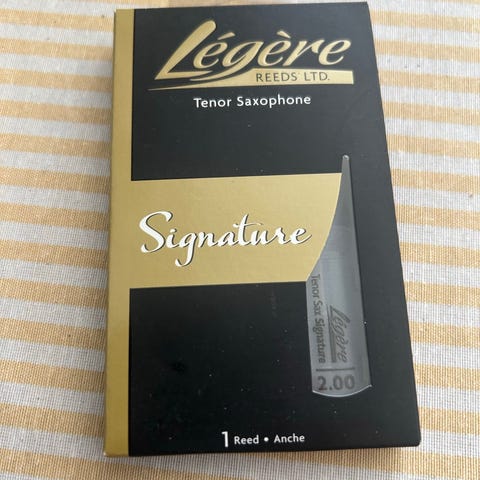 Légère
REEDS LTD.
Tenor Saxophone
Signature
Légère
Tenor Sax Signature
2.00
1 Reed • Anche